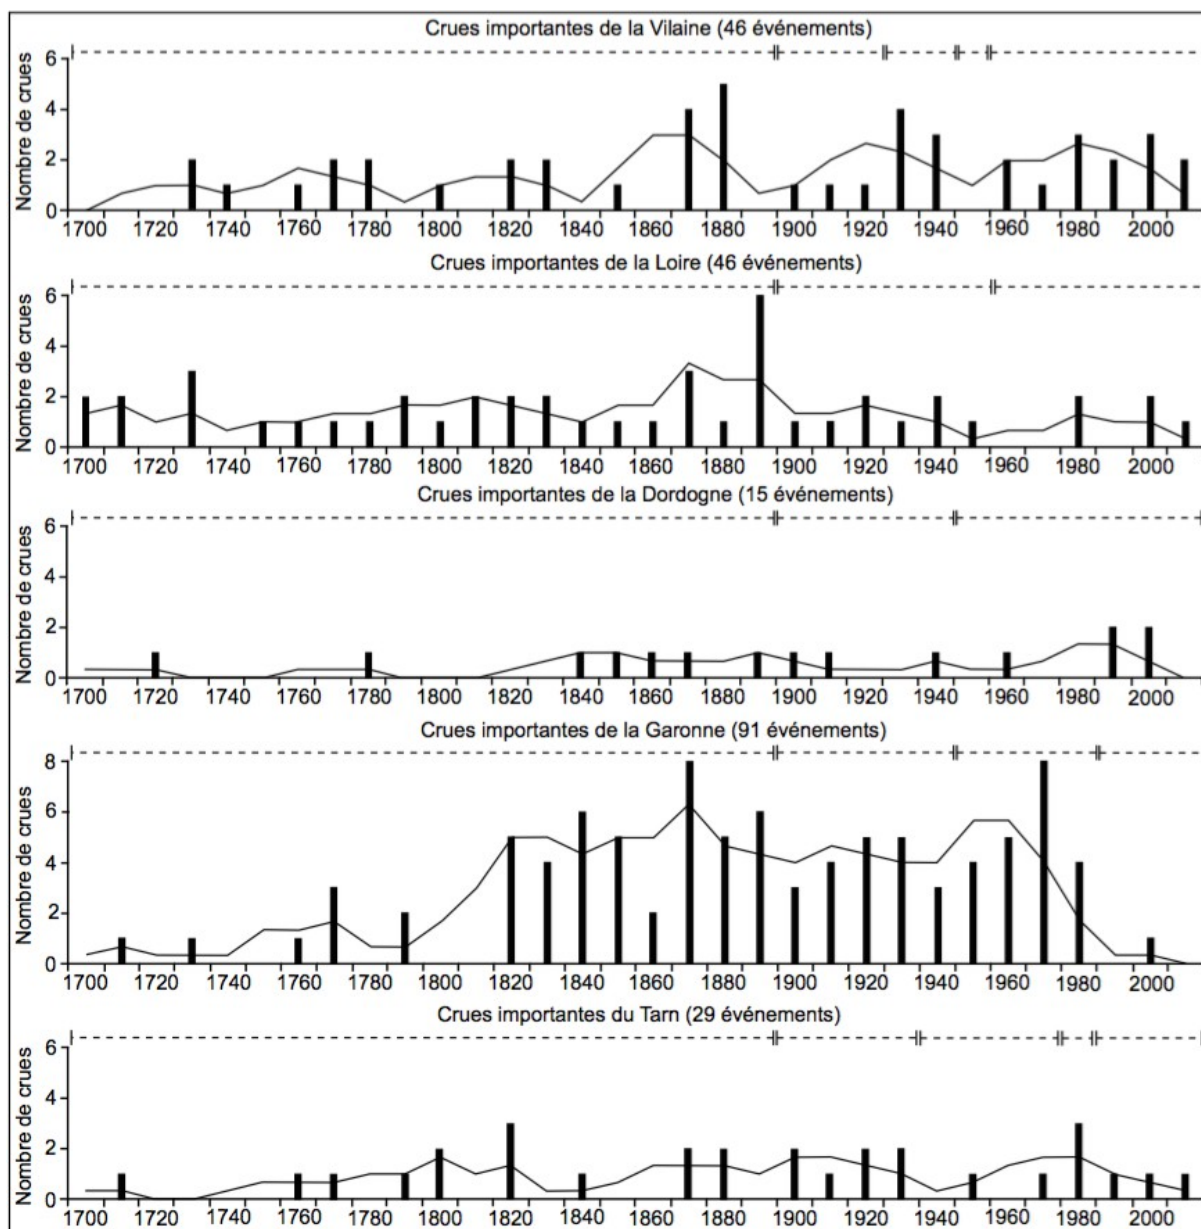 Crues importantes de la Vilaine (46 événements)
Nombre de crues
6
4
2
0
1700 1720 1740 1760 1780 1800 1820 1840 1860 1880 1900 1920 1940 1960 1980 2000
Crues importantes de la Loire (46 événements)
Nombre de crues
6
4
2
0
1700 1720 1740 1760 1780 1800 1820 1840 1860 1880 1900 1920 1940 1960 1980 2000
Crues importantes de la Dordogne (15 événements)
Nombre de crues
6
4
2
0
1700 1720 1740 1760 1780 1800 1820 1840 1860 1880 1900 1920 1940 1960 1980 2000
Crues importantes de la Garonne (91 événements)
Nombre de crues
8
6
4
2
0
1700 1720 1740 1760 1780 1800 1820 1840 1860 1880 1900 1920 1940 1960 1980 2000
Crues importantes du Tarn (29 événements)
Nombre de crues
6
4
2
0
1700 1720 1740 1760 1780 1800 1820 1840 1860 1880 1900 1920 1940 1960 1980 2000